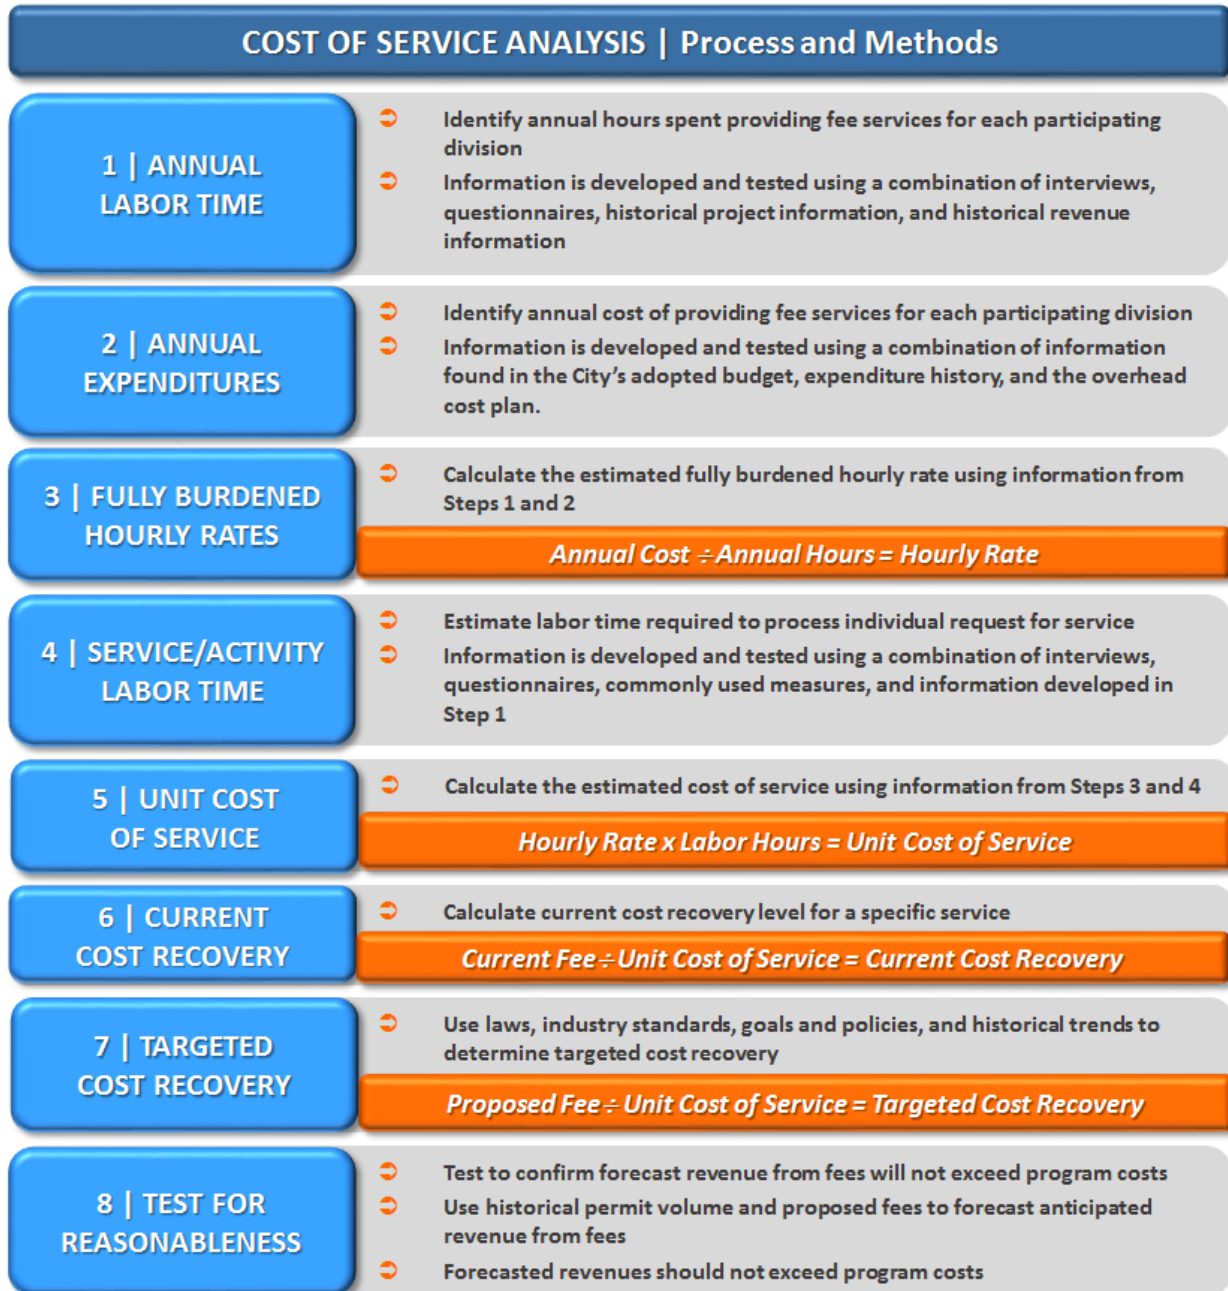 COST OF SERVICE ANALYSIS | Process and Methods
1 | ANNUAL
LABOR TIME
➲ Identify annual hours spent providing fee services for each participating
division
➲ Information is developed and tested using a combination of interviews,
questionnaires, historical project information, and historical revenue
information
2 | ANNUAL
EXPENDITURES
➲ Identify annual cost of providing fee services for each participating division
➲ Information is developed and tested using a combination of information
found in the City's adopted budget, expenditure history, and the overhead
cost plan.
3 | FULLY BURDENED
HOURLY RATES
➲ Calculate the estimated fully burdened hourly rate using information from
Steps 1 and 2
Annual Cost ÷ Annual Hours = Hourly Rate
4 | SERVICE/ACTIVITY
LABOR TIME
➲ Estimate labor time required to process individual request for service
➲ Information is developed and tested using a combination of interviews,
questionnaires, commonly used measures, and information developed in
Step 1
5 | UNIT COST
OF SERVICE
➲ Calculate the estimated cost of service using information from Steps 3 and 4
Hourly Rate x Labor Hours = Unit Cost of Service
6 | CURRENT
COST RECOVERY
➲ Calculate current cost recovery level for a specific service
Current Fee ÷ Unit Cost of Service = Current Cost Recovery
7 | TARGETED
COST RECOVERY
➲ Use laws, industry standards, goals and policies, and historical trends to
determine targeted cost recovery
Proposed Fee ÷ Unit Cost of Service = Targeted Cost Recovery
8 | TEST FOR
REASONABLENESS
➲ Test to confirm forecast revenue from fees will not exceed program costs
➲ Use historical permit volume and proposed fees to forecast anticipated
revenue from fees
➲ Forecasted revenues should not exceed program costs